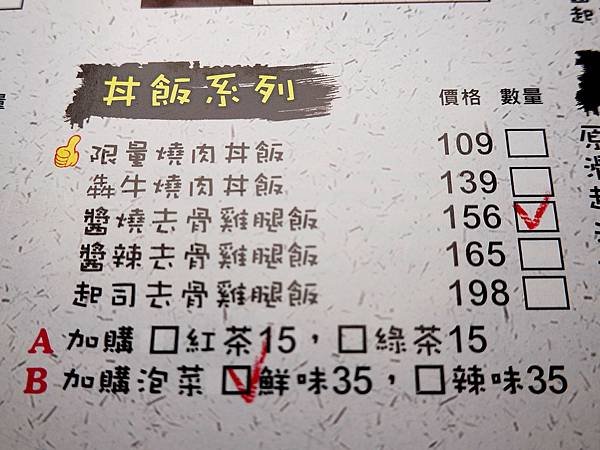 丼飯系列 價格 數量
限量燒肉丼飯 109
犇牛燒肉丼飯 139
醬燒去骨雞腿飯 156
醬辣去骨雞腿飯 165
起司去骨雞腿飯 198
A 加購 □紅茶15，□綠茶15
B 加購泡菜 □鮮味35，□辣味35